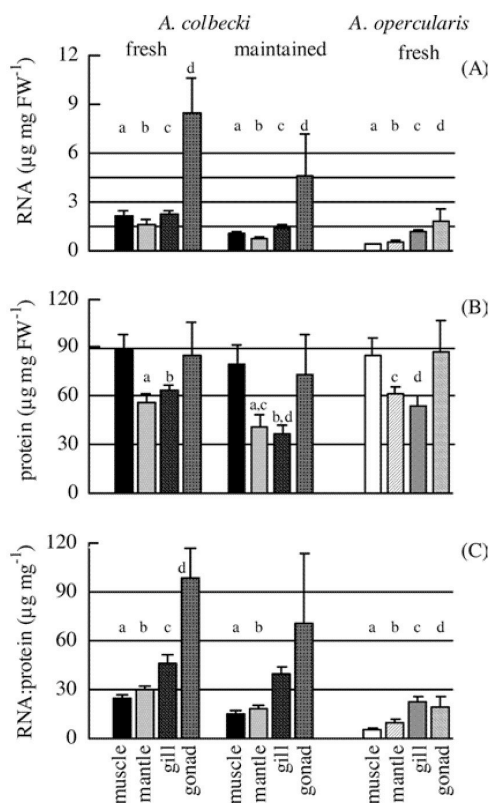 A. colbecki A. opercularis
fresh maintained fresh
(A)
RNA (µg mg FW⁻¹)
12
9
6
3
0
a b c d a b c d a b c d
(B)
protein (µg mg FW⁻¹)
120
90
60
30
0
a b a,c b,d c d
(C)
RNA:protein (µg mg⁻¹)
120
90
60
30
0
a b c d a b a b c d
muscle mantle gill gonad muscle mantle gill gonad muscle mantle gill gonad